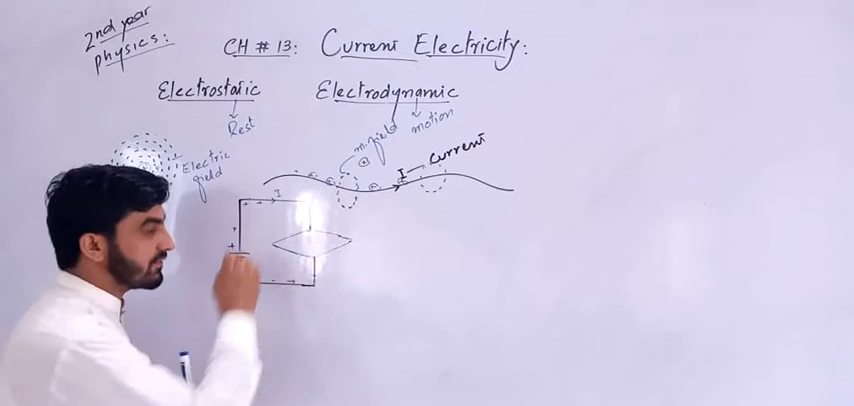 2nd year
physics:
CH # 13: Current Electricity:
Electrostatic Electrodynamic
Rest
motion
m.field
Electric
field
I current
I